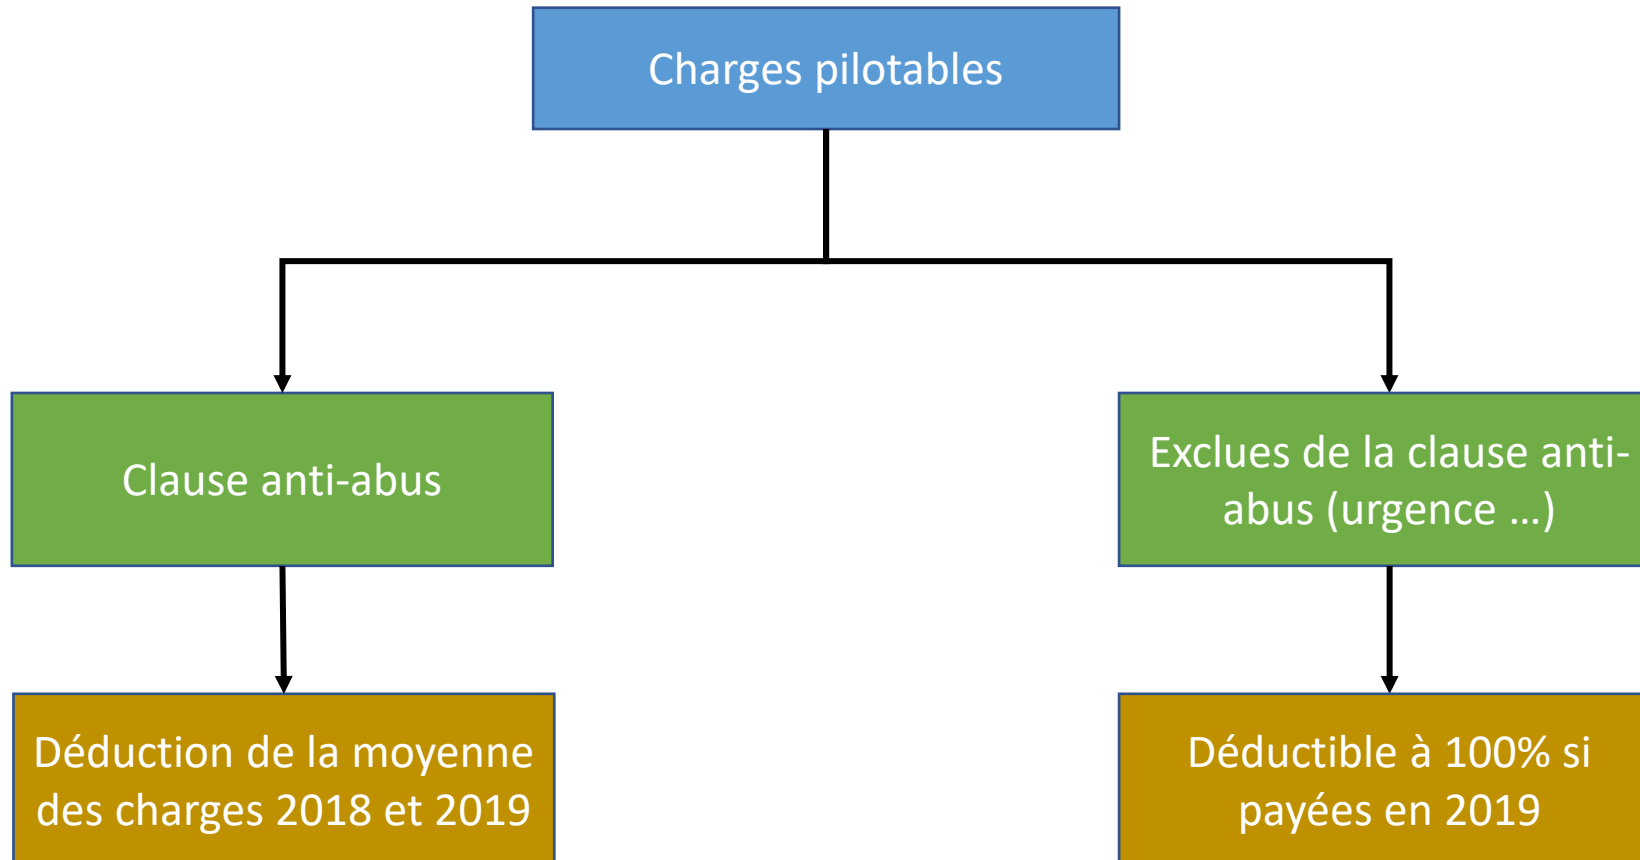 Charges pilotables
Clause anti-abus
Exclues de la clause anti-
abus (urgence ...)
Déduction de la moyenne
des charges 2018 et 2019
Déductible à 100% si
payées en 2019